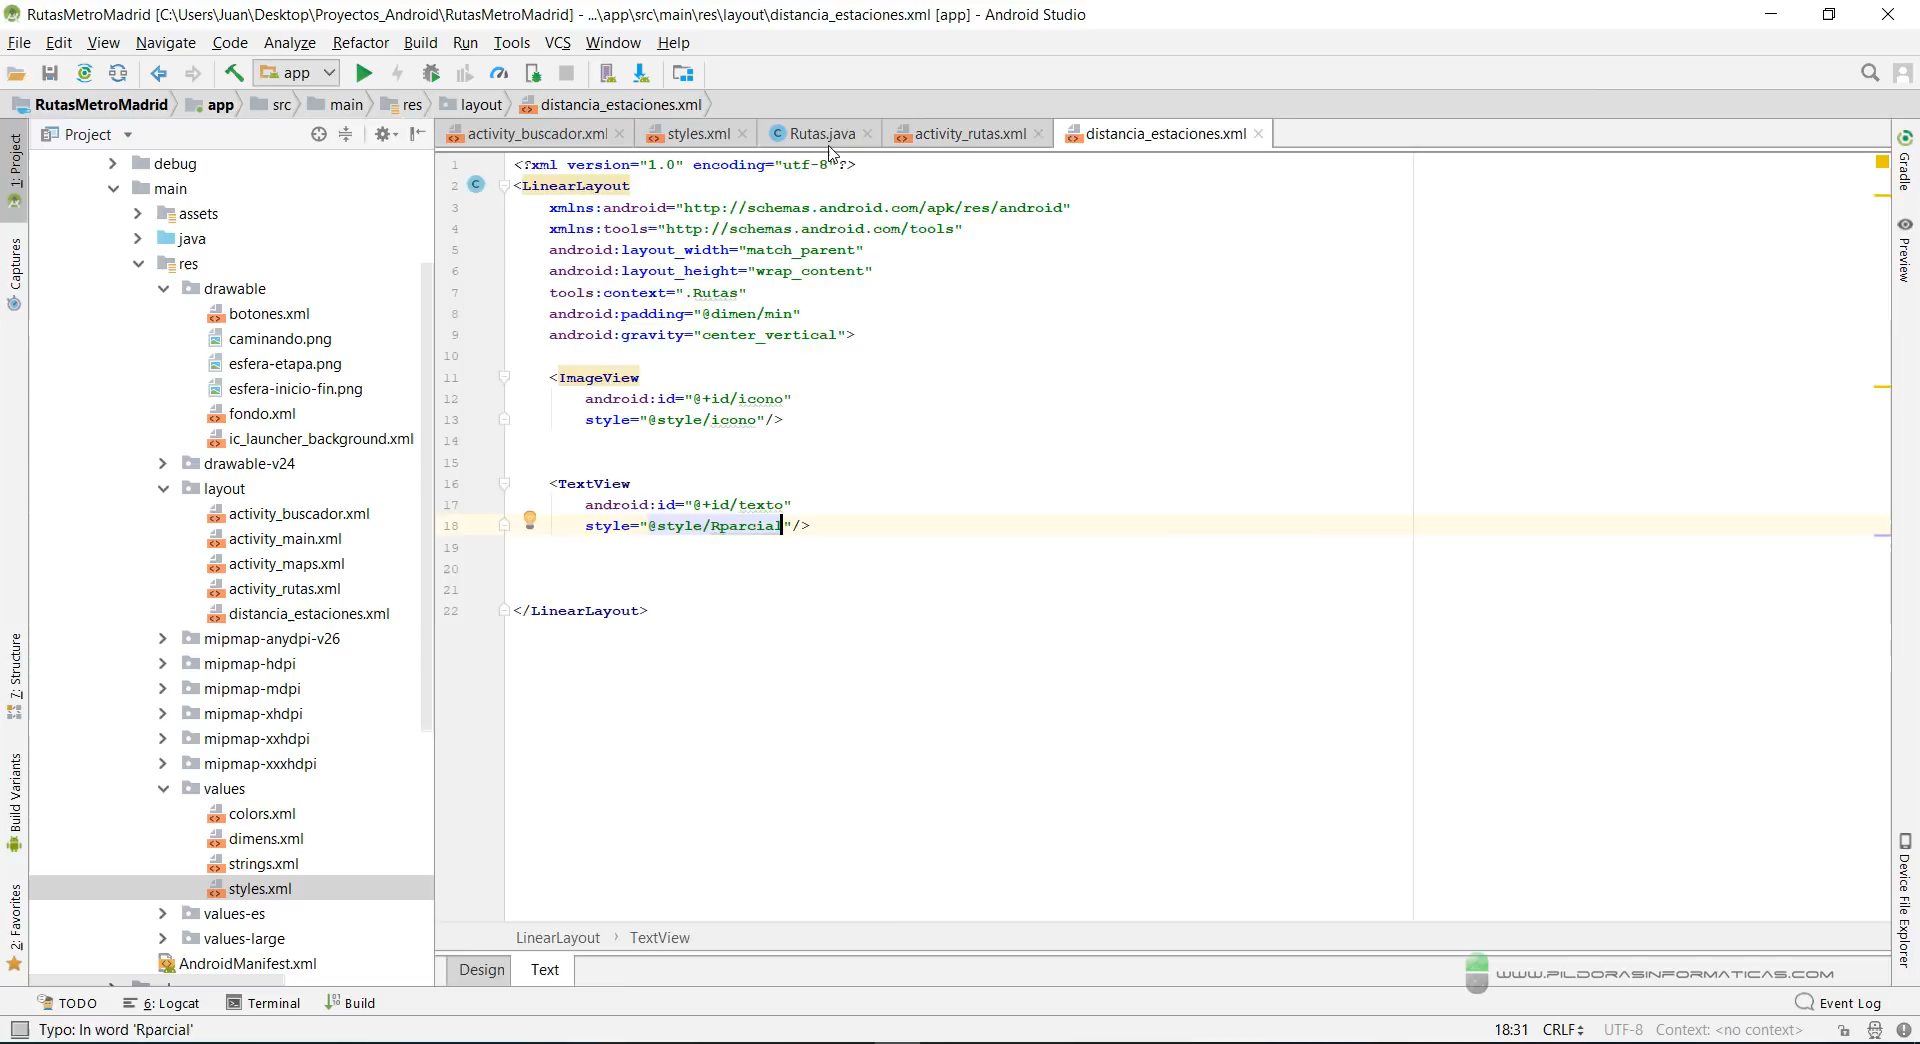 RutasMetroMadrid [C:\Users\Juan\Desktop\Proyectos_Android\RutasMetroMadrid] - ...\app\src\main\res\layout\distancia_estaciones.xml [app] - Android Studio
File Edit View Navigate Code Analyze Refactor Build Run Tools VCS Window Help
app
RutasMetroMadrid app src main res layout distancia_estaciones.xml
Project
activity_buscador.xml styles.xml Rutas.java activity_rutas.xml distancia_estaciones.xml
1: Project
Captures
7: Structure
Build Variants
2: Favorites
debug
main
assets
java
res
drawable
botones.xml
caminando.png
esfera-etapa.png
esfera-inicio-fin.png
fondo.xml
ic_launcher_background.xml
drawable-v24
layout
activity_buscador.xml
activity_main.xml
activity_maps.xml
activity_rutas.xml
distancia_estaciones.xml
mipmap-anydpi-v26
mipmap-hdpi
mipmap-mdpi
mipmap-xhdpi
mipmap-xxhdpi
mipmap-xxxhdpi
values
colors.xml
dimens.xml
strings.xml
styles.xml
values-es
values-large
AndroidManifest.xml
1 <?xml version="1.0" encoding="utf-8"?>
2 <LinearLayout
3 xmlns:android="http://schemas.android.com/apk/res/android"
4 xmlns:tools="http://schemas.android.com/tools"
5 android:layout_width="match_parent"
6 android:layout_height="wrap_content"
7 tools:context=".Rutas"
8 android:padding="@dimen/min"
9 android:gravity="center_vertical">
10
11 <ImageView
12 android:id="@+id/icono"
13 style="@style/icono"/>
14
15
16 <TextView
17 android:id="@+id/texto"
18 style="@style/Rparcial"/>
19
20
21
22 </LinearLayout>
LinearLayout › TextView
Design Text
WWW.PILDORASINFORMATICAS.COM
Gradle
Preview
Device File Explorer
TODO 6: Logcat Terminal Build Event Log
Typo: In word 'Rparcial' 18:31 CRLF UTF-8 Context: <no context>